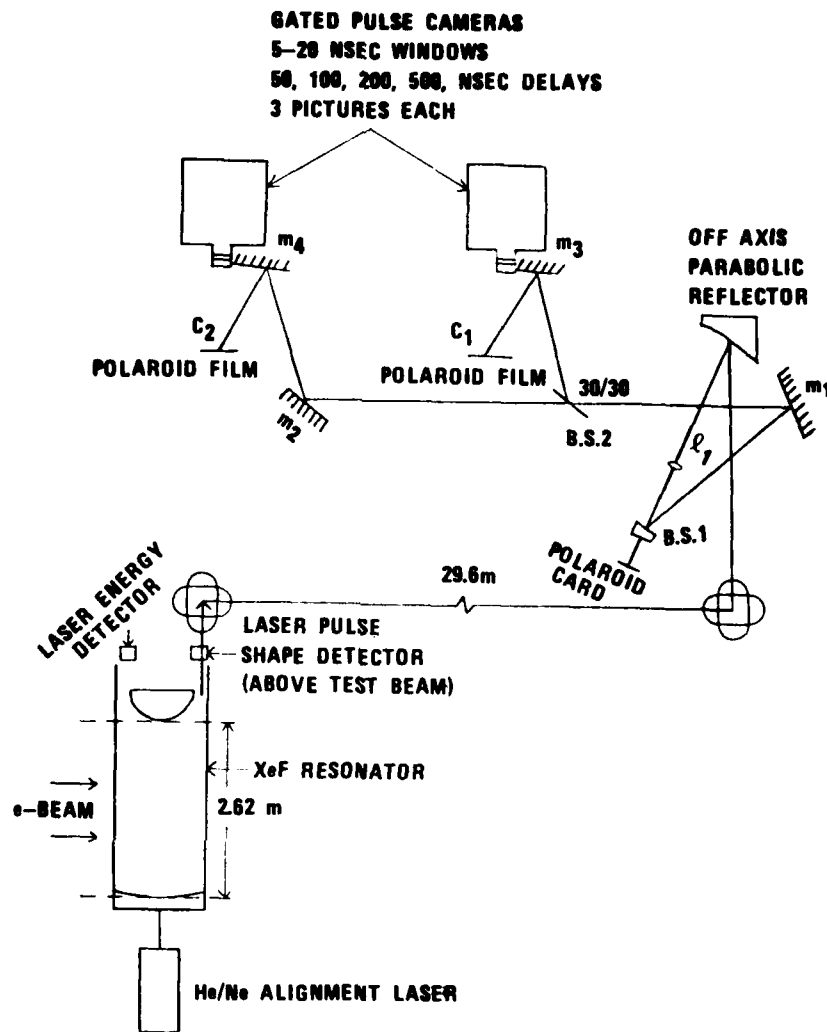 GATED PULSE CAMERAS
5-20 NSEC WINDOWS
50, 100, 200, 500, NSEC DELAYS
3 PICTURES EACH
m4
m3
OFF AXIS
PARABOLIC
REFLECTOR
C2
POLAROID FILM
C1
POLAROID FILM
30/30
m1
m2
B.S.2
ℓ1
B.S.1
POLAROID
CARD
29.6m
LASER ENERGY
DETECTOR
LASER PULSE
SHAPE DETECTOR
(ABOVE TEST BEAM)
XeF RESONATOR
e-BEAM
2.62 m
He/Ne ALIGNMENT LASER